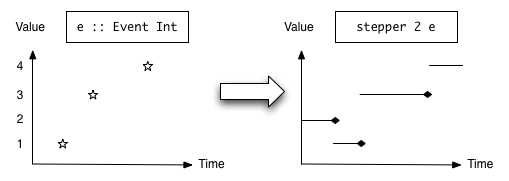 Value
e :: Event Int
4
3
2
1
Time
Value
stepper 2 e
Time